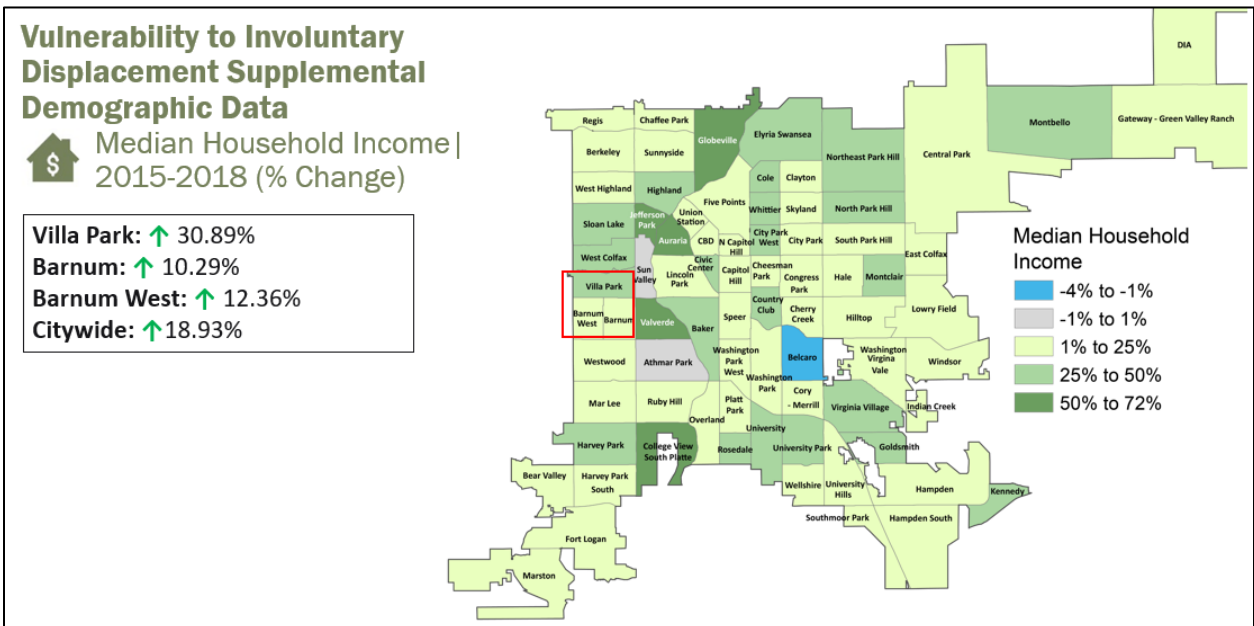 Vulnerability to Involuntary
Displacement Supplemental
Demographic Data
$
Median Household Income|
2015-2018 (% Change)
Villa Park: ↑ 30.89%
Barnum: ↑ 10.29%
Barnum West: ↑ 12.36%
Citywide: ↑18.93%
DIA
Regis
Chaffee Park
Globeville
Elyria Swansea
Montbello
Gateway - Green Valley Ranch
Berkeley
Sunnyside
Northeast Park Hill
Central Park
West Highland
Highland
Cole
Clayton
Five Points
Sloan Lake
Jefferson
Park
Union
Station
Whittier
Skyland
North Park Hill
Auraria
CBD
N Capitol
Hill
City Park
West
City Park
South Park Hill
West Colfax
Sun
Valley
Lincoln
Park
Civic
Center
Capitol
Hill
Cheesman
Park
Congress
Park
Hale
Montclair
East Colfax
Villa Park
Barnum
West
Barnum
Valverde
Baker
Speer
Country
Club
Cherry
Creek
Hilltop
Lowry Field
Westwood
Athmar Park
Washington
Park
West
Washington
Park
Belcaro
Washington
Virgina
Vale
Windsor
Mar Lee
Ruby Hill
Overland
Platt
Park
Cory
- Merrill
Virginia Village
Indian Creek
Harvey Park
College View
South Platte
Rosedale
University
University Park
Goldsmith
Bear Valley
Harvey Park
South
Wellshire
University
Hills
Hampden
Kennedy
Southmoor Park
Hampden South
Fort Logan
Marston
Median Household
Income
-4% to -1%
-1% to 1%
1% to 25%
25% to 50%
50% to 72%